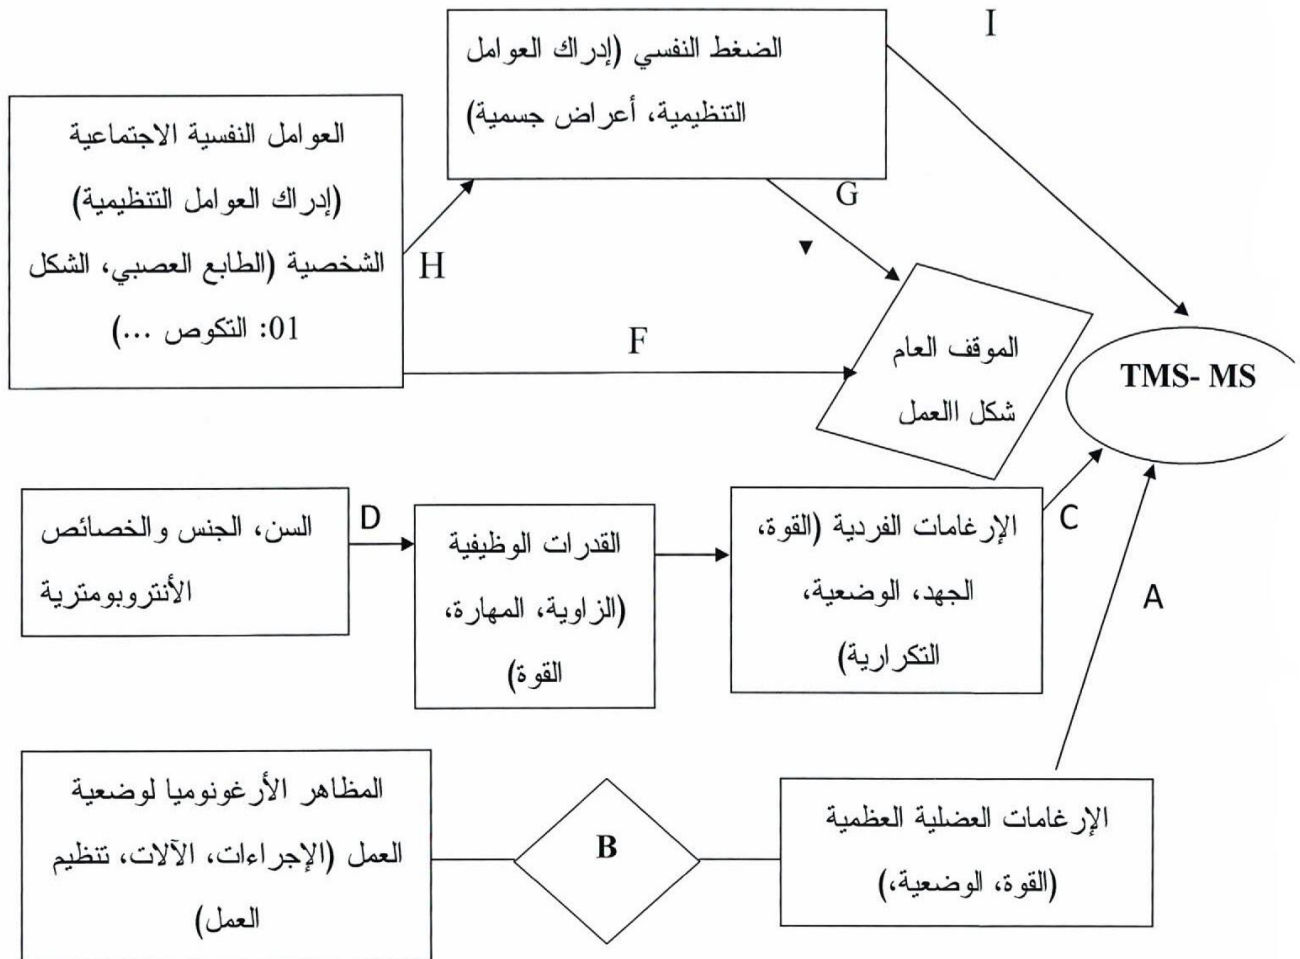 I
الضغط النفسي (إدراك العوامل
التنظيمية، أعراض جسمية)
العوامل النفسية الاجتماعية
(إدراك العوامل التنظيمية)
الشخصية (الطابع العصبي، الشكل
01: التكوص ...)
H
G
F
الموقف العام
شكل االعمل
TMS- MS
السن، الجنس والخصائص
الأنتروبومترية
D
القدرات الوظيفية
(الزاوية، المهارة،
القوة)
الإرغامات الفردية (القوة،
الجهد، الوضعية،
التكرارية)
C
A
المظاهر الأرغونوميا لوضعية
العمل (الإجراءات، الآلات، تنظيم
العمل)
B
الإرغامات العضلية العظمية
(القوة، الوضعية،)